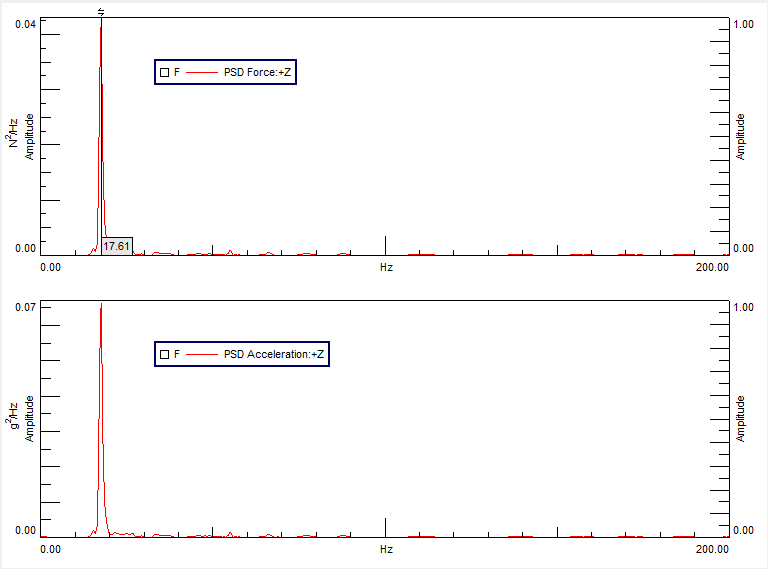 0.04
1.00
F PSD Force:+Z
N²/Hz
Amplitude
Amplitude
17.61
0.00
0.00
0.00
Hz
200.00
0.07
1.00
F PSD Acceleration:+Z
g²/Hz
Amplitude
Amplitude
0.00
0.00
0.00
Hz
200.00